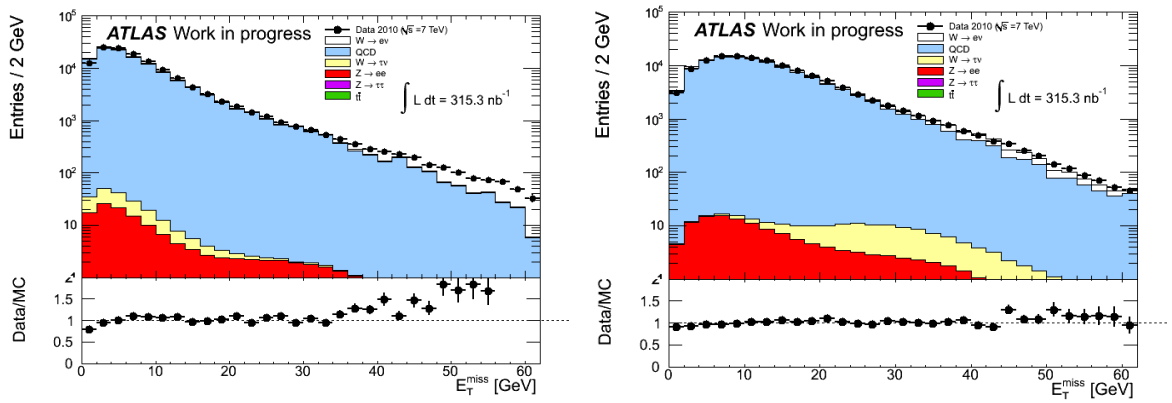 ATLAS Work in progress
Data 2010 (√s =7 TeV)
W → eν
QCD
W → τν
Z → ee
Z → ττ
tt̄
∫ L dt = 315.3 nb⁻¹
Entries / 2 GeV
10⁵
10⁴
10³
10²
10
Data/MC
1.5
1
0.5
0
0 10 20 30 40 50 60
E_T^miss [GeV]
ATLAS Work in progress
Data 2010 (√s =7 TeV)
W → eν
QCD
W → τν
Z → ee
Z → ττ
tt̄
∫ L dt = 315.3 nb⁻¹
Entries / 2 GeV
10⁵
10⁴
10³
10²
10
Data/MC
1.5
1
0.5
0
0 10 20 30 40 50 60
E_T^miss [GeV]